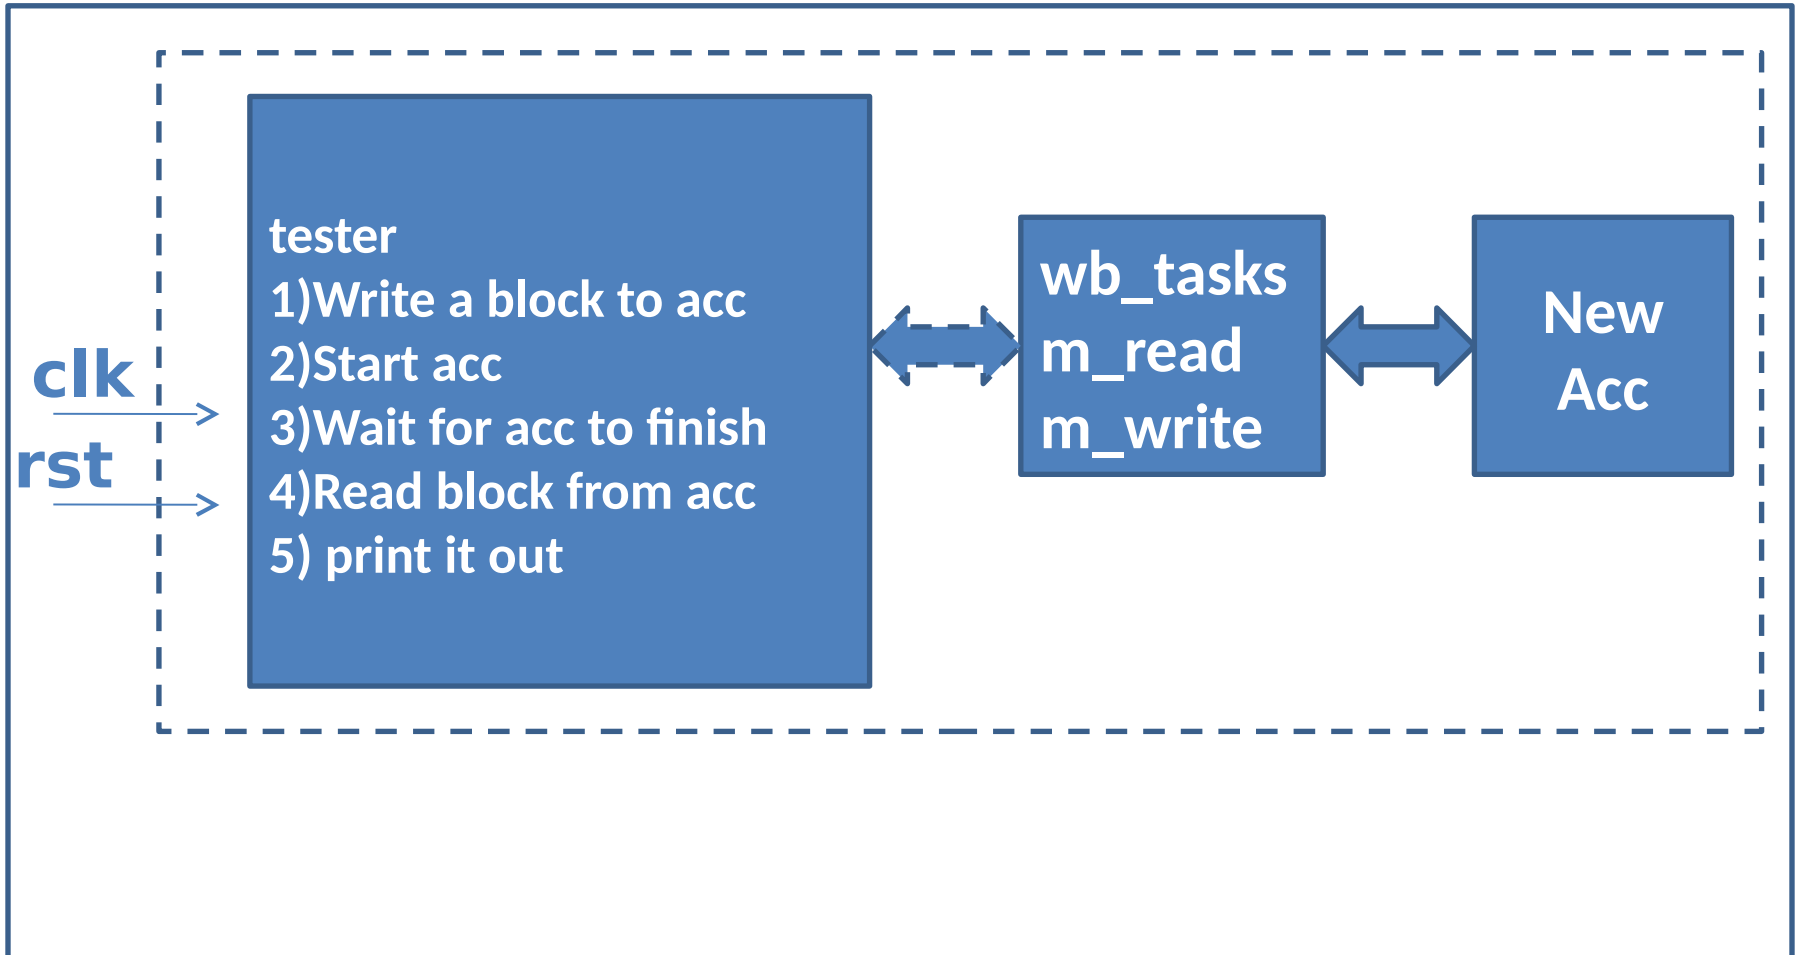 clk
rst
tester
1)Write a block to acc
2)Start acc
3)Wait for acc to finish
4)Read block from acc
5) print it out
wb_tasks
m_read
m_write
New
Acc